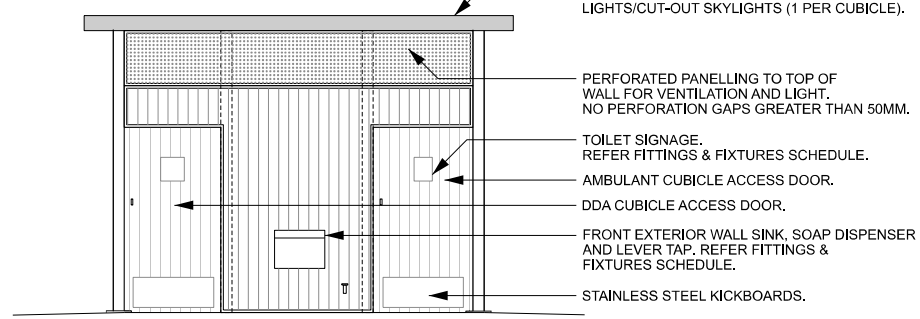 LIGHTS/CUT-OUT SKYLIGHTS (1 PER CUBICLE).
PERFORATED PANELLING TO TOP OF
WALL FOR VENTILATION AND LIGHT.
NO PERFORATION GAPS GREATER THAN 50MM.
TOILET SIGNAGE.
REFER FITTINGS & FIXTURES SCHEDULE.
AMBULANT CUBICLE ACCESS DOOR.
DDA CUBICLE ACCESS DOOR.
FRONT EXTERIOR WALL SINK, SOAP DISPENSER
AND LEVER TAP. REFER FITTINGS &
FIXTURES SCHEDULE.
STAINLESS STEEL KICKBOARDS.